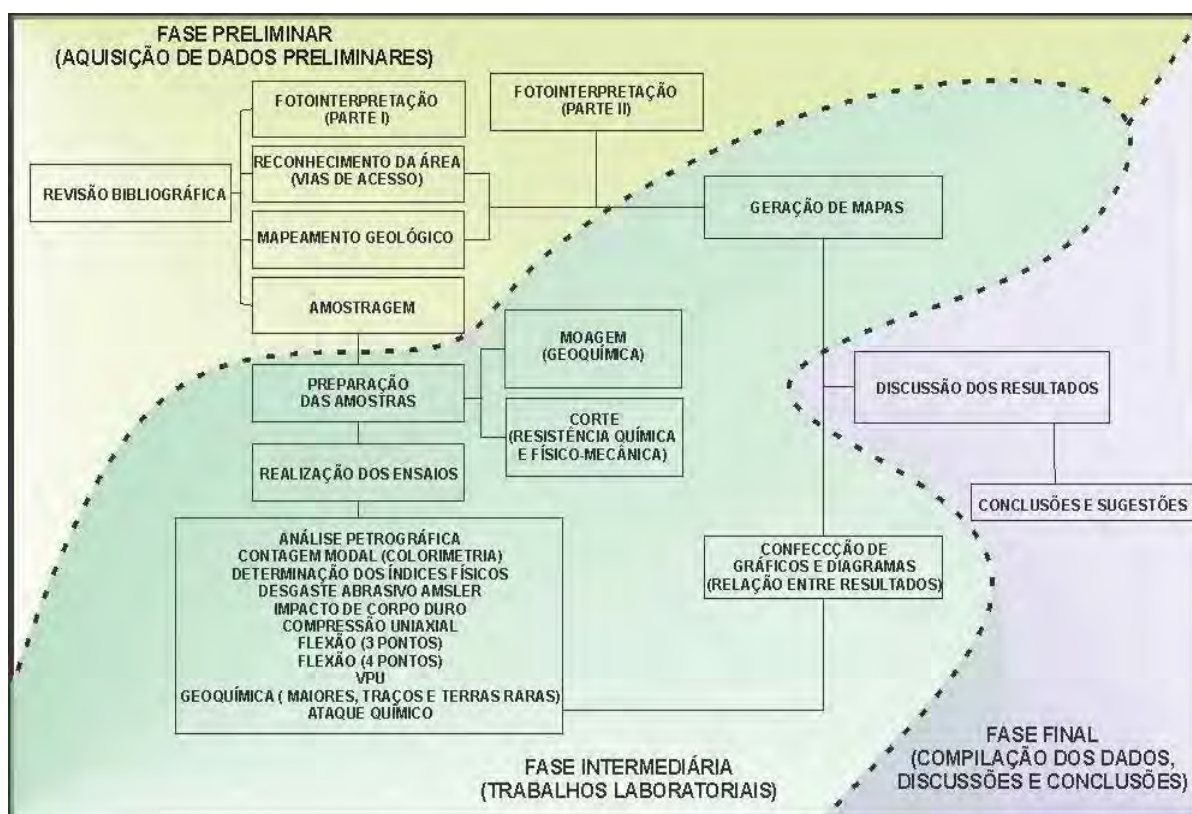 FASE PRELIMINAR
(AQUISIÇÃO DE DADOS PRELIMINARES)
FOTOINTERPRETAÇÃO
(PARTE I)
FOTOINTERPRETAÇÃO
(PARTE II)
REVISÃO BIBLIOGRÁFICA
RECONHECIMENTO DA ÁREA
(VIAS DE ACESSO)
MAPEAMENTO GEOLÓGICO
AMOSTRAGEM
GERAÇÃO DE MAPAS
PREPARAÇÃO
DAS AMOSTRAS
MOAGEM
(GEOQUÍMICA)
CORTE
(RESISTÊNCIA QUÍMICA
E FÍSICO-MECÂNICA)
REALIZAÇÃO DOS ENSAIOS
ANÁLISE PETROGRÁFICA
CONTAGEM MODAL (COLORIMETRIA)
DETERMINAÇÃO DOS ÍNDICES FÍSICOS
DESGASTE ABRASIVO AMSLER
IMPACTO DE CORPO DURO
COMPRESSÃO UNIAXIAL
FLEXÃO (3 PONTOS)
FLEXÃO (4 PONTOS)
VPU
GEOQUÍMICA ( MAIORES, TRAÇOS E TERRAS RARAS)
ATAQUE QUÍMICO
DISCUSSÃO DOS RESULTADOS
CONCLUSÕES E SUGESTÕES
CONFECCÇÃO DE
GRÁFICOS E DIAGRAMAS
(RELAÇÃO ENTRE RESULTADOS)
FASE INTERMEDIÁRIA
(TRABALHOS LABORATORIAIS)
FASE FINAL
(COMPILAÇÃO DOS DADOS,
DISCUSSÕES E CONCLUSÕES)